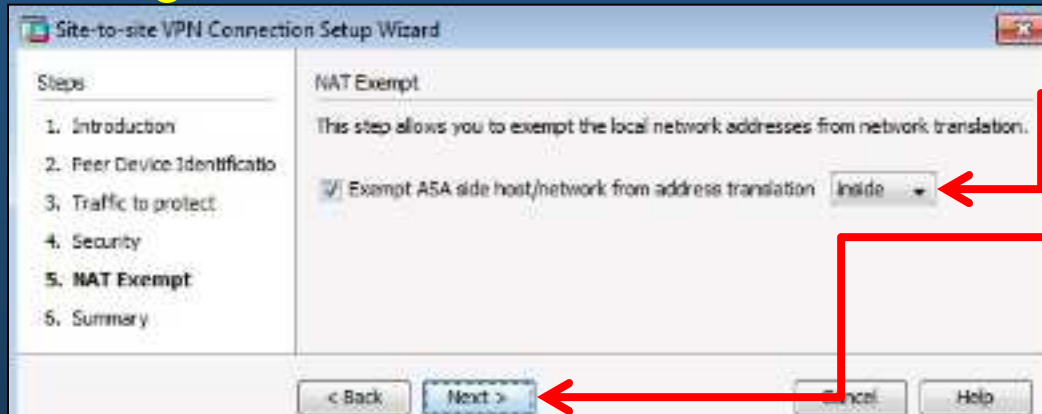 Site-to-site VPN Connection Setup Wizard
Steps
1. Introduction
2. Peer Device Identificatio
3. Traffic to protect
4. Security
5. NAT Exempt
6. Summary
NAT Exempt
This step allows you to exempt the local network addresses from network translation.
Exempt ASA side host/network from address translation inside
< Back Next > Cancel Help